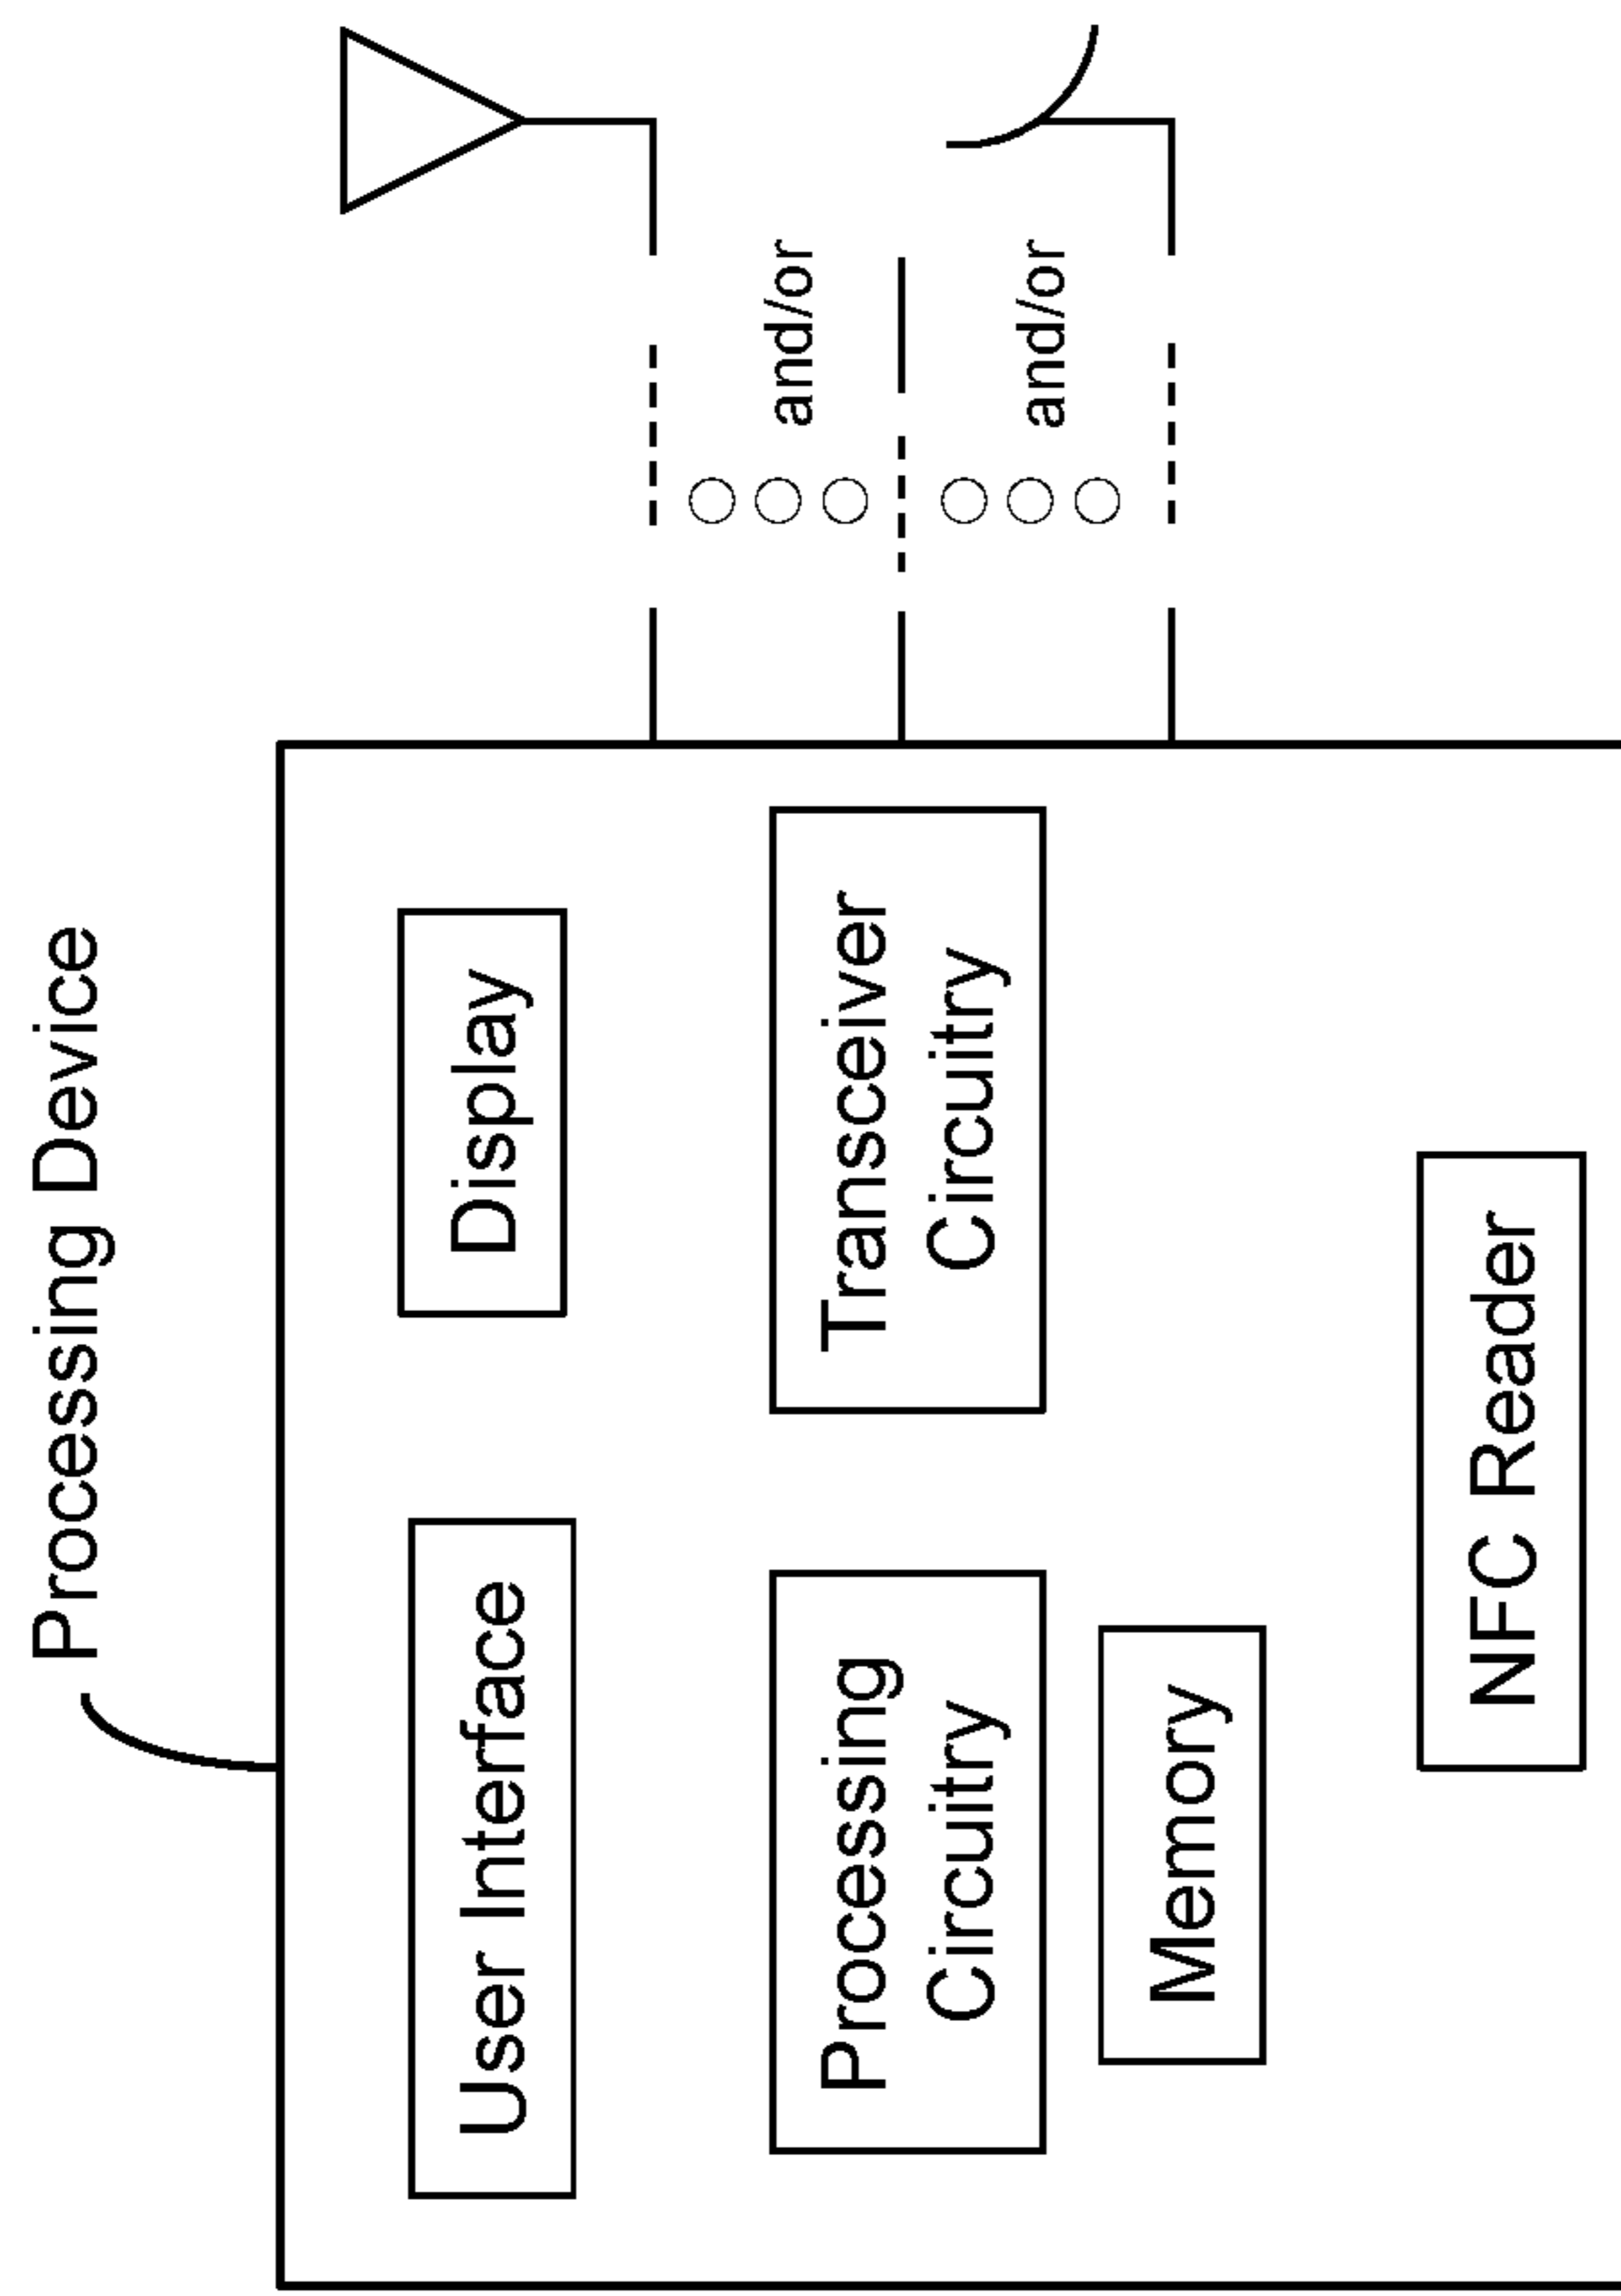 Processing Device
User Interface
Display
Processing
Circuitry
Transceiver
Circuitry
Memory
NFC Reader
and/or
and/or